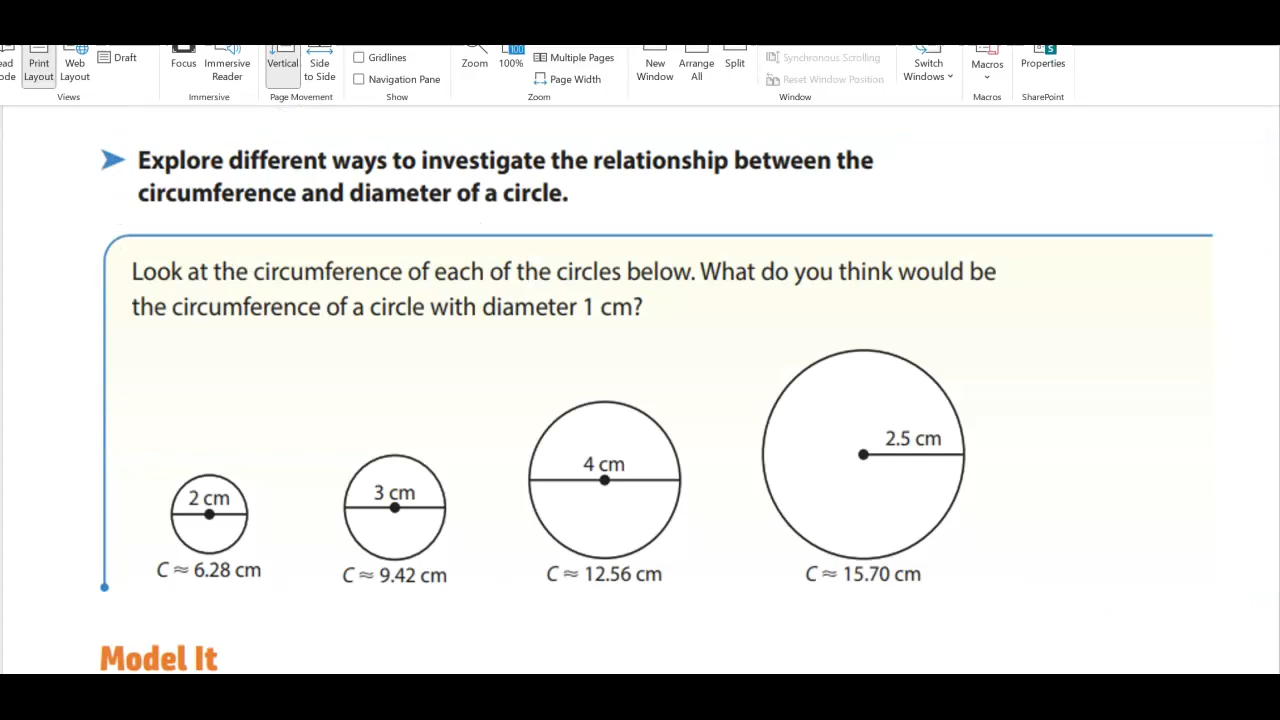 Print Layout
Web Layout
Draft
Views
Focus
Immersive Reader
Immersive
Vertical
Side to Side
Page Movement
Gridlines
Navigation Pane
Show
Zoom
100
100%
Multiple Pages
Page Width
Zoom
New Window
Arrange All
Split
Synchronous Scrolling
Reset Window Position
Window
Switch Windows
Macros
Macros
S
Properties
SharePoint
Explore different ways to investigate the relationship between the
circumference and diameter of a circle.
Look at the circumference of each of the circles below. What do you think would be
the circumference of a circle with diameter 1 cm?
2 cm
C ≈ 6.28 cm
3 cm
C ≈ 9.42 cm
4 cm
C ≈ 12.56 cm
2.5 cm
C ≈ 15.70 cm
Model It